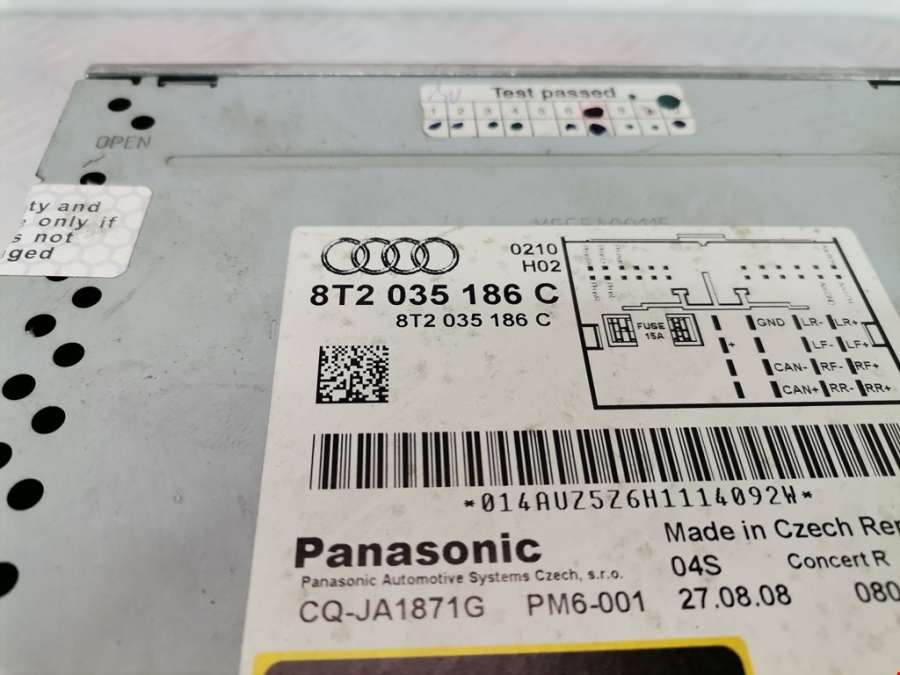 Test passed
1 2 3 4 5 6 8 9
OPEN
ty and
only if
s not
ged
0210
H02
8T2 035 186 C
8T2 035 186 C
FUSE
15A
GND LR- LR+
+ LF- LF+
CAN- RF- RF+
CAN+ RR- RR+
*014AUZ5Z6H1114092W*
Panasonic
Made in Czech Rep
Panasonic Automotive Systems Czech, s.r.o.
04S Concert R
CQ-JA1871G PM6-001 27.08.08 080